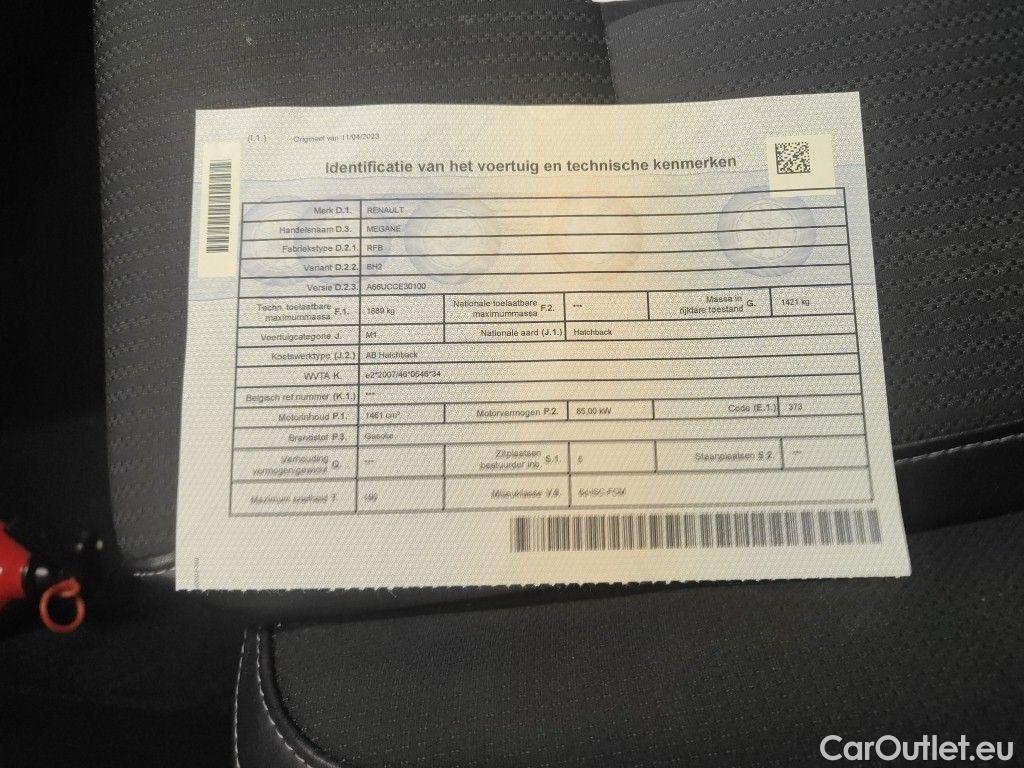 (I.1.) Origineel van 11/04/2023
Identificatie van het voertuig en technische kenmerken
Merk D.1. RENAULT
Handelsnaam D.3. MEGANE
Fabriekstype D.2.1. RFB
Variant D.2.2. BH2
Versie D.2.3. A66UCCE30100
Techn. toelaatbare maximummassa F.1. 1889 kg Nationale toelaatbare maximummassa F.2. *** Massa in rijklare toestand G. 1421 kg
Voertuigcategorie J. M1 Nationale aard (J.1.) Hatchback
Koetswerktype (J.2.) AB Hatchback
WVTA K. e2*2007/46*0546*34
Belgisch ref.nummer (K.1.) ***
Motorinhoud P.1. 1461 cm³ Motorvermogen P.2. 85,00 kW Code (E.1.) 373
Brandstof P.3. Gasolie
Verhouding vermogen/gewicht Q. *** Zitplaatsen bestuurder inb. S.1. 5 Staanplaatsen S.2. ***
Maximum snelheid T. Milieuklasse V.9.
CarOutlet.eu